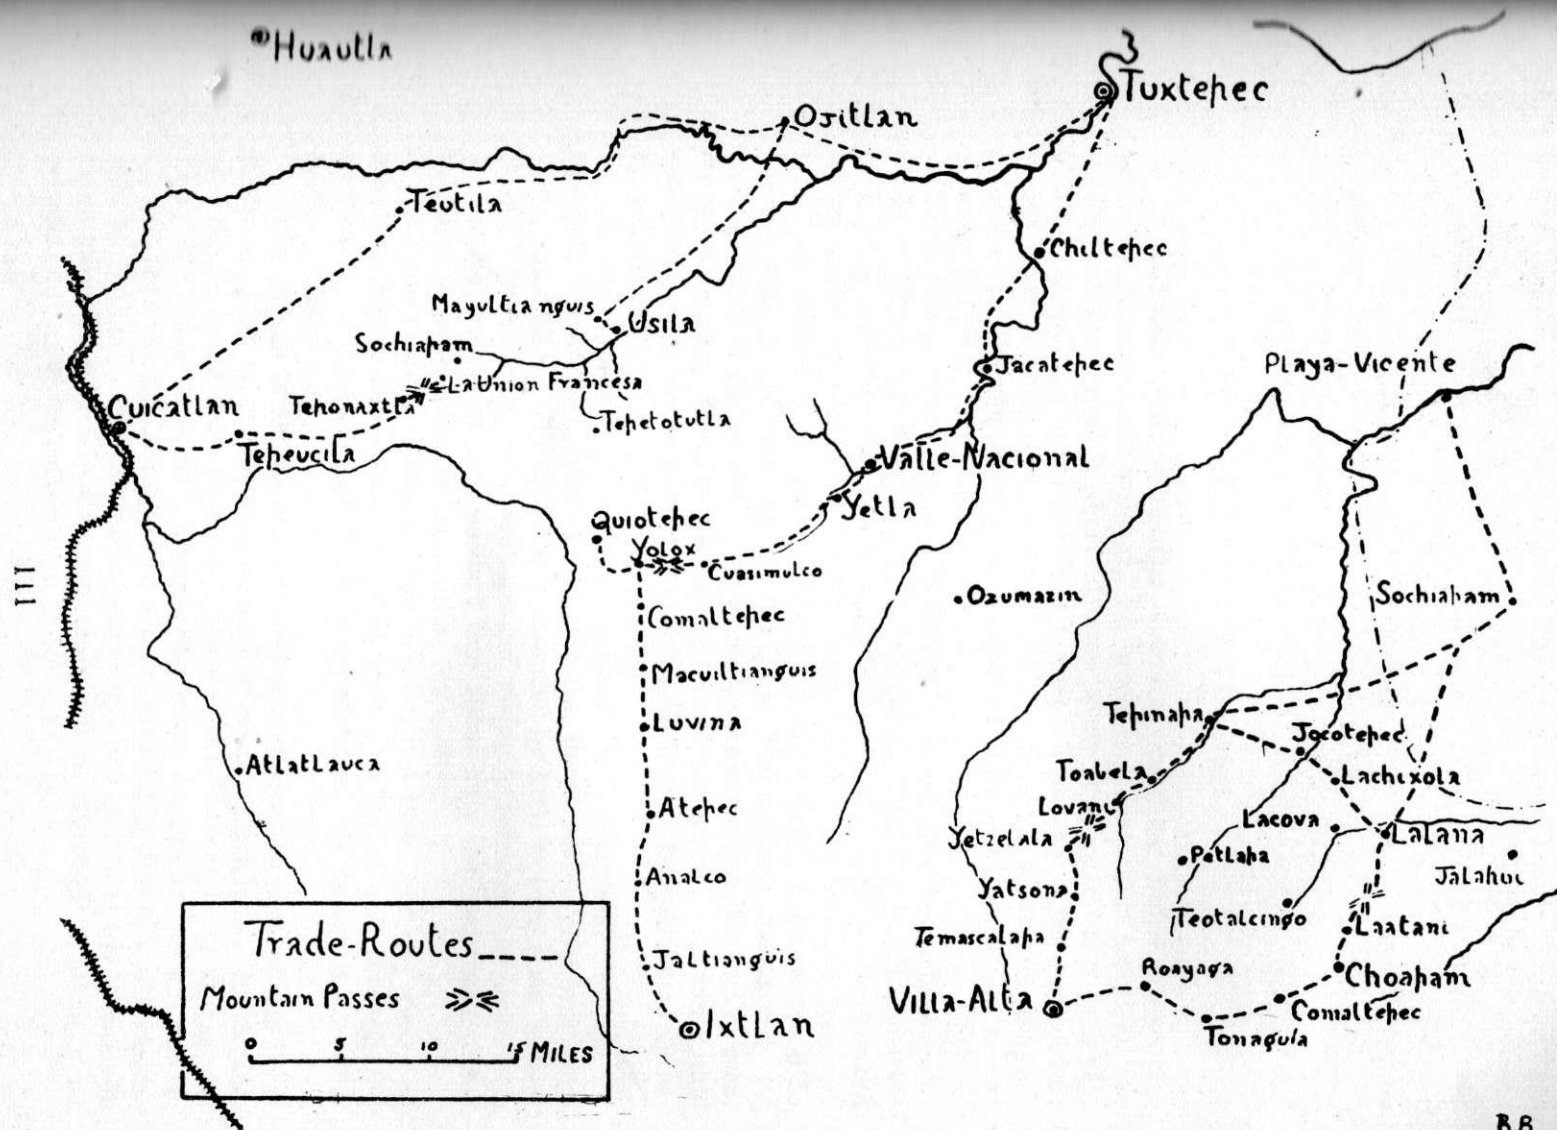 Huautla
Tuxtepec
Ojitlan
Teutila
Chiltepec
Mayultianguis
Usila
Sochiapam
Jacatepec
Playa-Vicente
La Union Francesa
Cuicatlan
Teponaxtla
Tepetotutla
Tepeucila
Valle-Nacional
Yetla
Quiotepec
Yolox
Cuasimulco
111
Ozumazin
Sochiapam
Comaltepec
Macuiltianguis
Luvina
Tepinapa
Jocotepec
Atlatlauca
Toabela
Lachixola
Lovani
Atepec
Lacova
Lalana
Yetzelala
Petlapa
Jalahui
Analco
Yatsona
Teotalcingo
Laatani
Trade-Routes
Temascalapa
Jaltianguis
Roayaga
Choapam
Mountain Passes
Villa-Alta
Comaltepec
Ixtlan
Tonaguia
0 5 10 15 MILES
B B